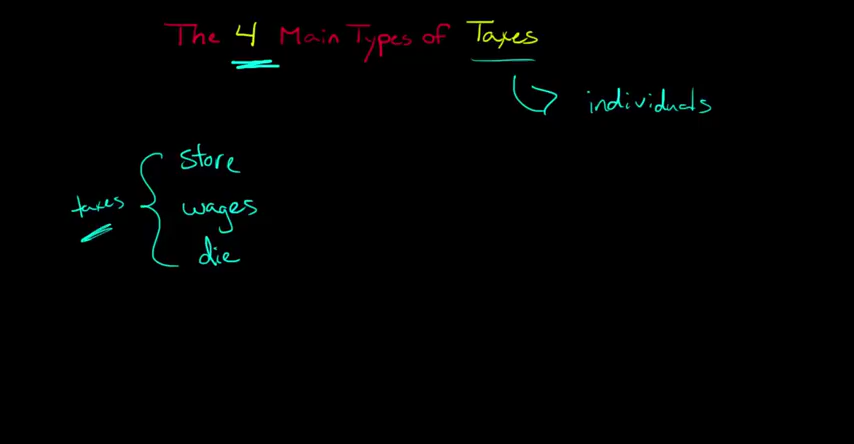 The 4 Main Types of Taxes
individuals
store
taxes
wages
die